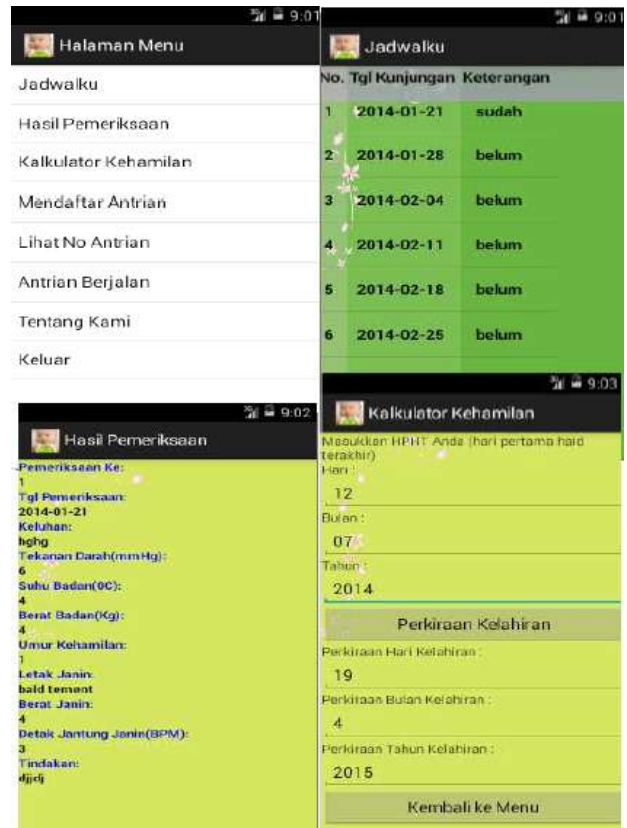 9:01
Halaman Menu
Jadwalku
Hasil Pemeriksaan
Kalkulator Kehamilan
Mendaftar Antrian
Lihat No Antrian
Antrian Berjalan
Tentang Kami
Keluar
9:01
Jadwalku
No. Tgl Kunjungan Keterangan
1 2014-01-21 sudah
2 2014-01-28 belum
3 2014-02-04 belum
4 2014-02-11 belum
5 2014-02-18 belum
6 2014-02-25 belum
9:02
Hasil Pemeriksaan
Pemeriksaan Ke:
1
Tgl Pemeriksaan:
2014-01-21
Keluhan:
hghg
Tekanan Darah(mmHg):
6
Suhu Badan(0C):
4
Berat Badan(Kg):
4
Umur Kehamilan:
1
Letak Janin:
bald tement
Berat Janin:
4
Detak Jantung Janin(BPM):
3
Tindakan:
djjdj
9:03
Kalkulator Kehamilan
Masukkan HPHT Anda (hari pertama haid
terakhir)
Hari :
12
Bulan :
07
Tahun :
2014
Perkiraan Kelahiran
Perkiraan Hari Kelahiran :
19
Perkiraan Bulan Kelahiran :
4
Perkiraan Tahun Kelahiran :
2015
Kembali ke Menu